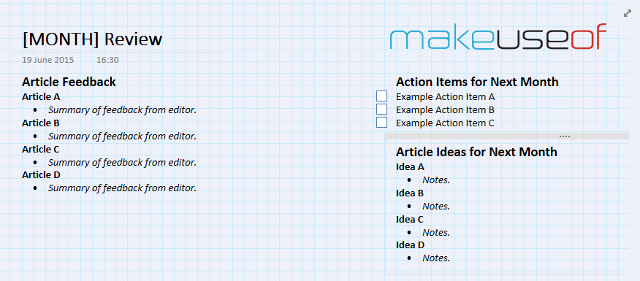 [MONTH] Review
19 June 2015 16:30
makeuseof
Article Feedback
Article A
• Summary of feedback from editor.
Article B
• Summary of feedback from editor.
Article C
• Summary of feedback from editor.
Article D
• Summary of feedback from editor.
Action Items for Next Month
Example Action Item A
Example Action Item B
Example Action Item C
Article Ideas for Next Month
Idea A
• Notes.
Idea B
• Notes.
Idea C
• Notes.
Idea D
• Notes.